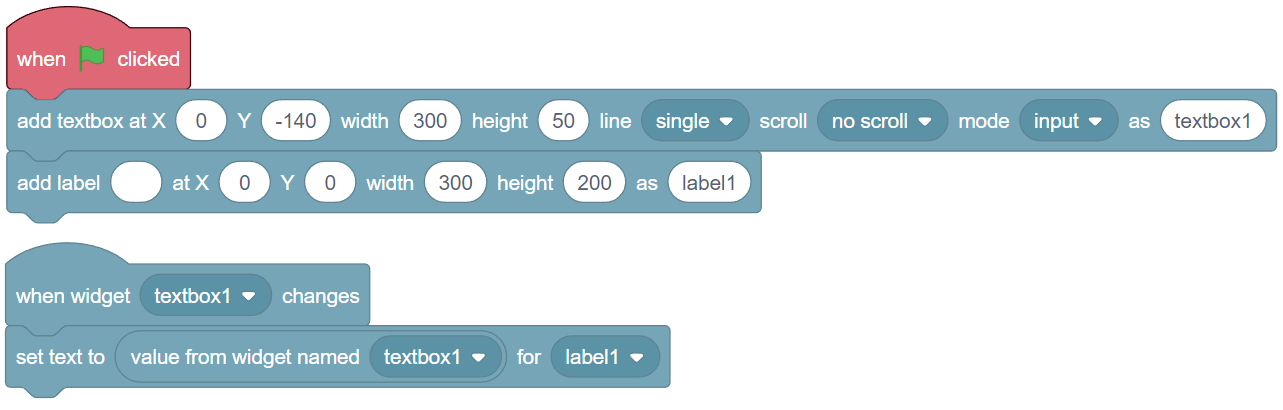 when clicked
add textbox at X 0 Y -140 width 300 height 50 line single scroll no scroll mode input as textbox1
add label at X 0 Y 0 width 300 height 200 as label1
when widget textbox1 changes
set text to value from widget named textbox1 for label1